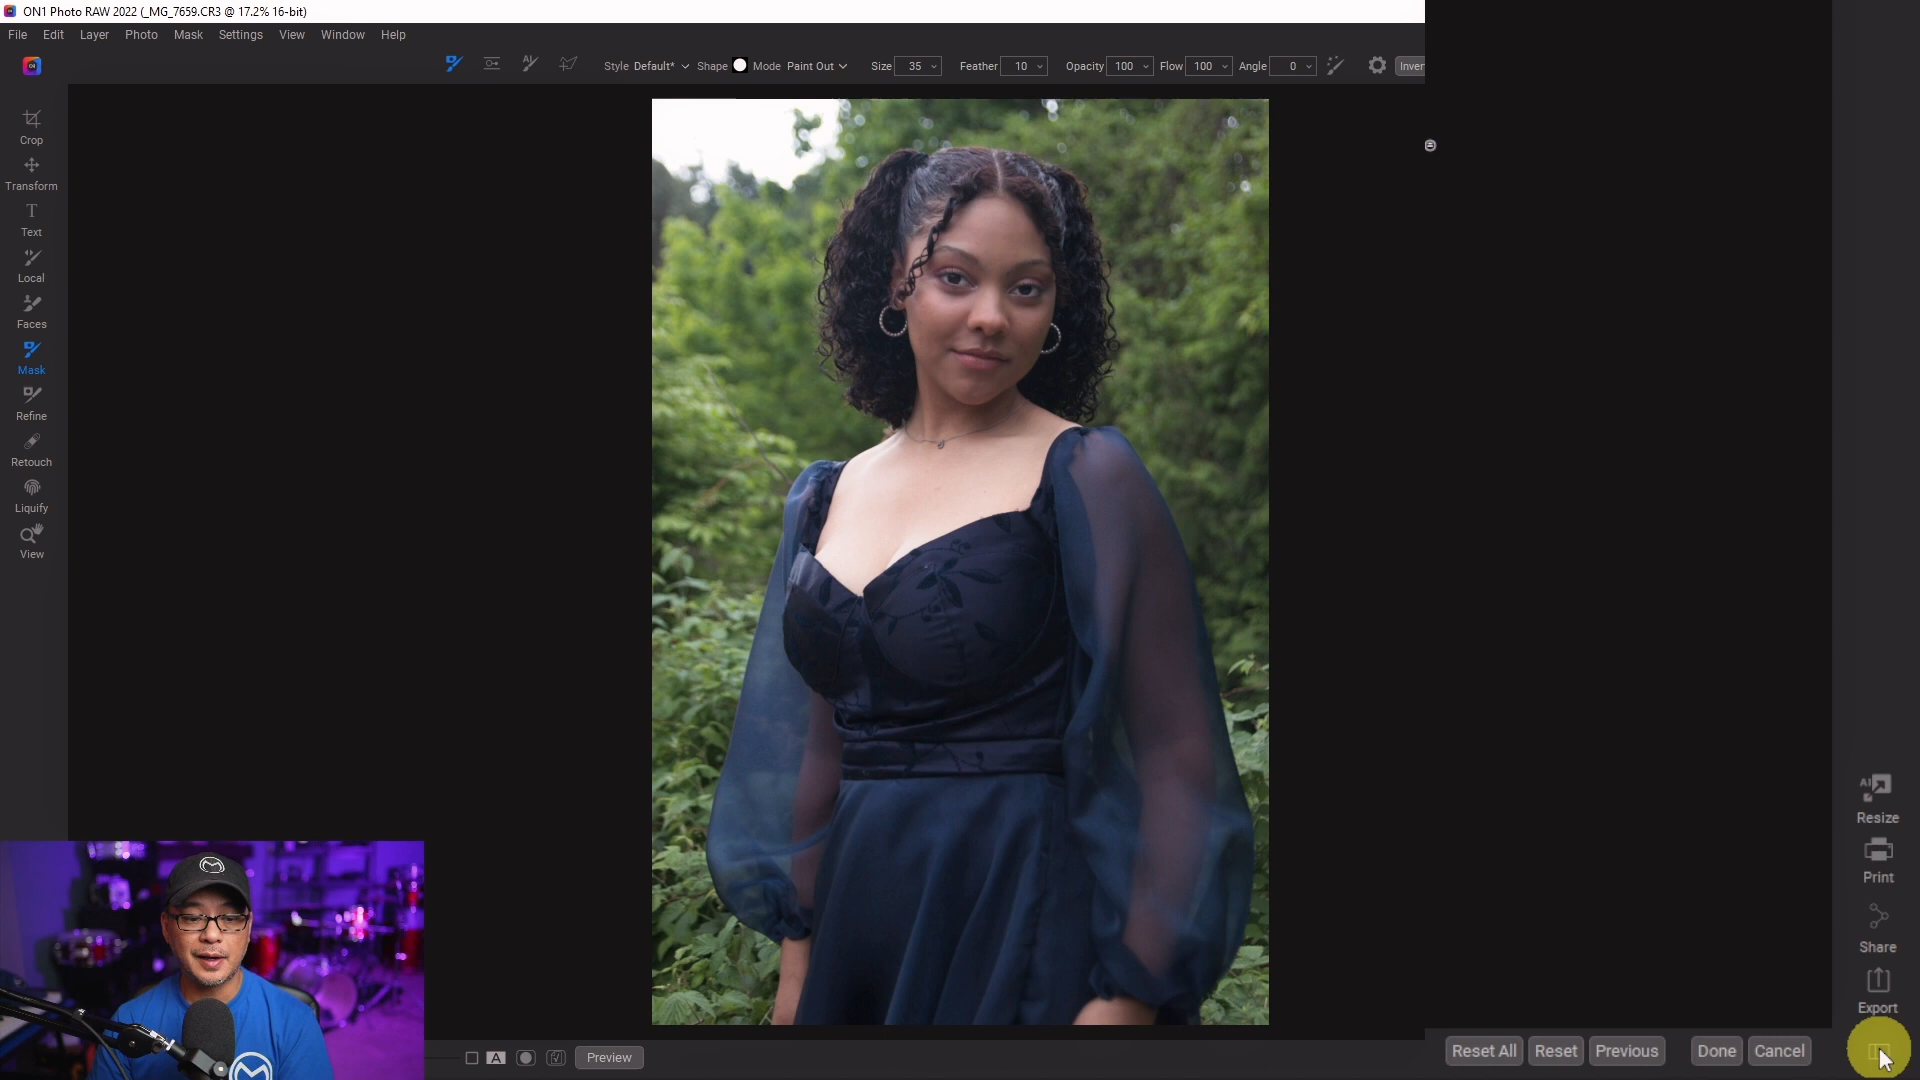 ON1 Photo RAW 2022 (_MG_7659.CR3 @ 17.2% 16-bit)
File Edit Layer Photo Mask Settings View Window Help
Style Default* Shape Mode Paint Out Size 35 Feather 10 Opacity 100 Flow 100 Angle 0 Inver
Crop
Transform
Text
Local
Faces
Mask
Refine
Retouch
Liquify
View
Resize
Print
Share
Export
A Preview
Reset All Reset Previous Done Cancel